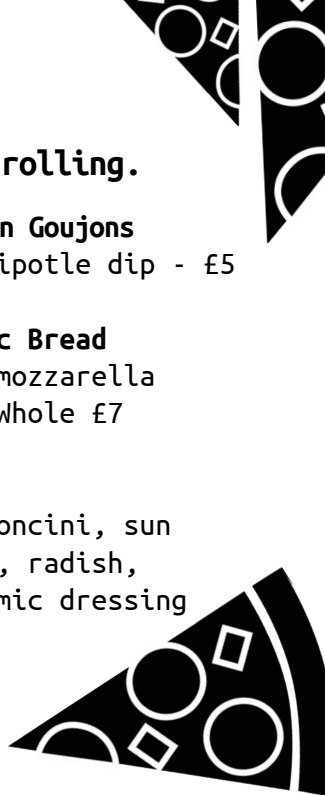 rolling.
n Goujons
ipotle dip - £5
c Bread
mozzarella
Whole £7
oncini, sun
, radish,
mic dressing